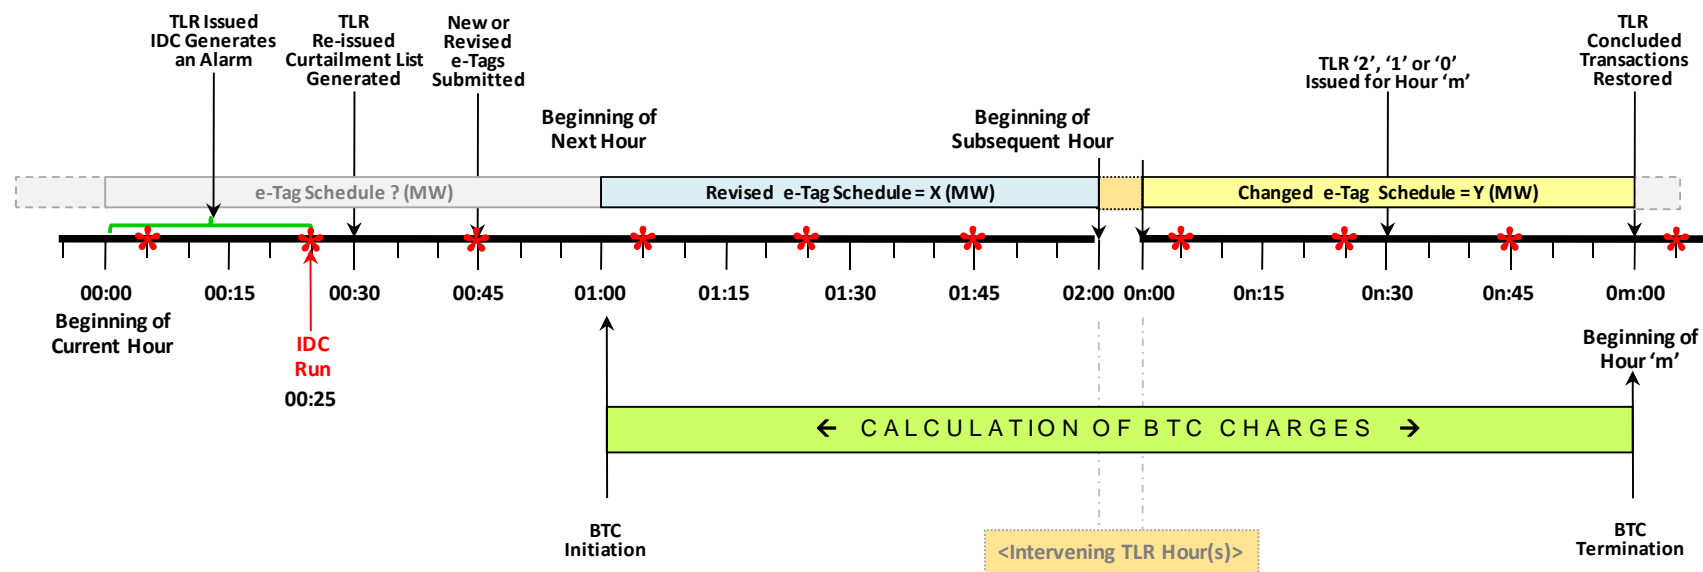 TLR Issued
IDC Generates
an Alarm
TLR
Re-issued
Curtailment List
Generated
New or
Revised
e-Tags
Submitted
Beginning of
Next Hour
Beginning of
Subsequent Hour
TLR ‘2’, ‘1’ or ‘0’
Issued for Hour ‘m’
TLR
Concluded
Transactions
Restored
e-Tag Schedule ? (MW)
Revised e-Tag Schedule = X (MW)
Changed e-Tag Schedule = Y (MW)
00:00
00:15
00:30
00:45
01:00
01:15
01:30
01:45
02:00
0n:00
0n:15
0n:30
0n:45
0m:00
Beginning of
Current Hour
IDC
Run
00:25
Beginning of
Hour ‘m’
← CALCULATION OF BTC CHARGES →
BTC
Initiation
<Intervening TLR Hour(s)>
BTC
Termination